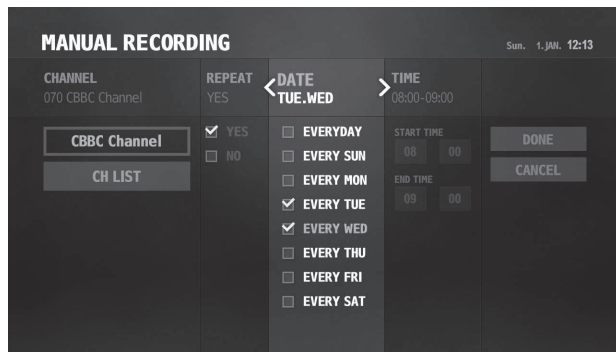 MANUAL RECORDING
Sun. 1.JAN. 12:13
CHANNEL
070 CBBC Channel
REPEAT
YES
DATE
TUE.WED
TIME
08:00-09:00
CBBC Channel
CH LIST
YES
NO
EVERYDAY
EVERY SUN
EVERY MON
EVERY TUE
EVERY WED
EVERY THU
EVERY FRI
EVERY SAT
START TIME
08 00
END TIME
09 00
DONE
CANCEL